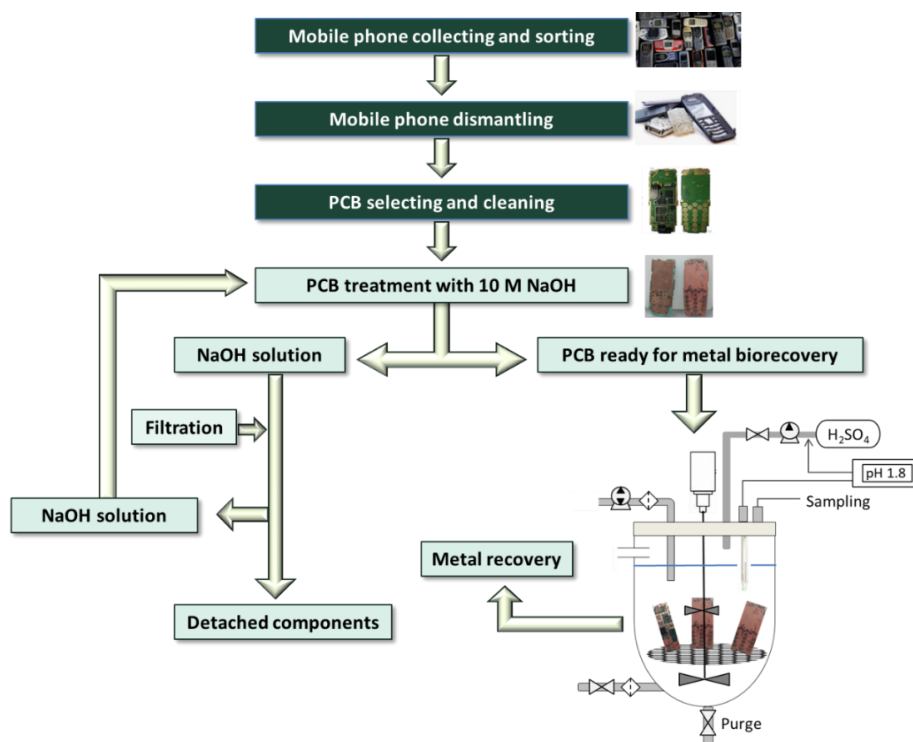 Mobile phone collecting and sorting
Mobile phone dismantling
PCB selecting and cleaning
PCB treatment with 10 M NaOH
NaOH solution
PCB ready for metal biorecovery
Filtration
H₂SO₄
pH 1.8
Sampling
NaOH solution
Metal recovery
Detached components
Purge